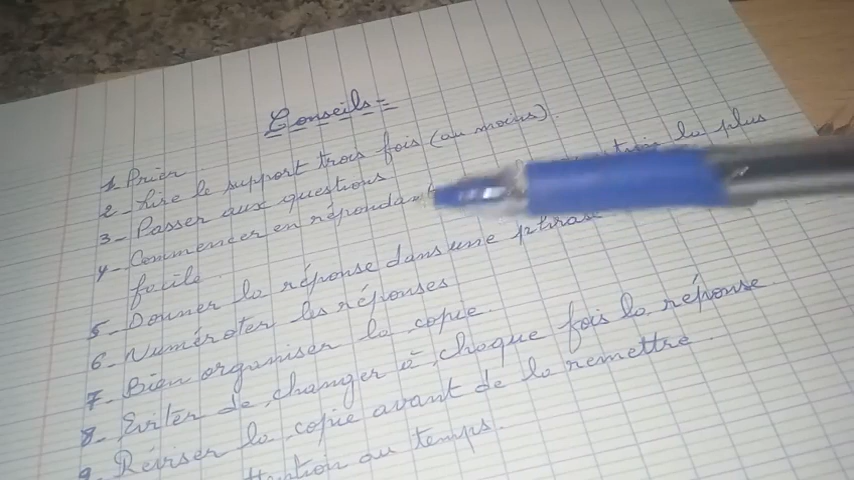 Conseils=
1. Prier
2- Lire le support trois fois (au moins).
3- Passer aux questions
4- Commencer en répondant la plus
facile.
5- Donner la réponse dans une phrase
6- Numéroter les réponses
7- Bien organiser la copie.
8- Eviter de changer à chaque fois la réponse
9. Réviser la copie avant de la remettre.
attention au temps.